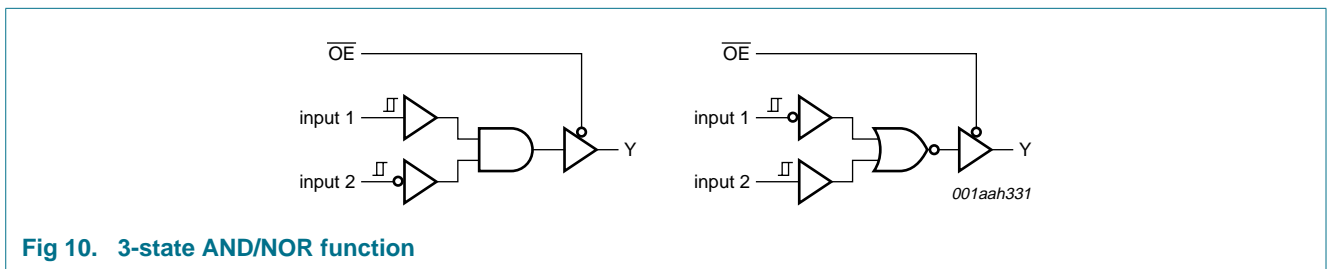 OE
input 1
input 2
Y
OE
input 1
input 2
Y
001aah331
Fig 10. 3-state AND/NOR function